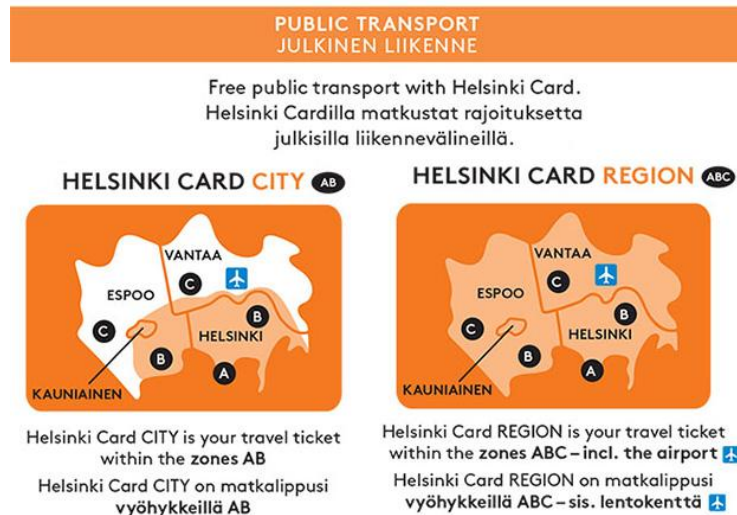 PUBLIC TRANSPORT
JULKINEN LIIKENNE
Free public transport with Helsinki Card.
Helsinki Cardilla matkustat rajoituksetta
julkisilla liikennevälineillä.
HELSINKI CARD CITY AB
VANTAA
C
ESPOO
C
B
HELSINKI
B
A
KAUNIAINEN
Helsinki Card CITY is your travel ticket
within the zones AB
Helsinki Card CITY on matkalippusi
vyöhykkeillä AB
HELSINKI CARD REGION ABC
VANTAA
C
ESPOO
B
C
HELSINKI
B
A
KAUNIAINEN
Helsinki Card REGION is your travel ticket
within the zones ABC – incl. the airport
Helsinki Card REGION on matkalippusi
vyöhykkeillä ABC – sis. lentokenttä